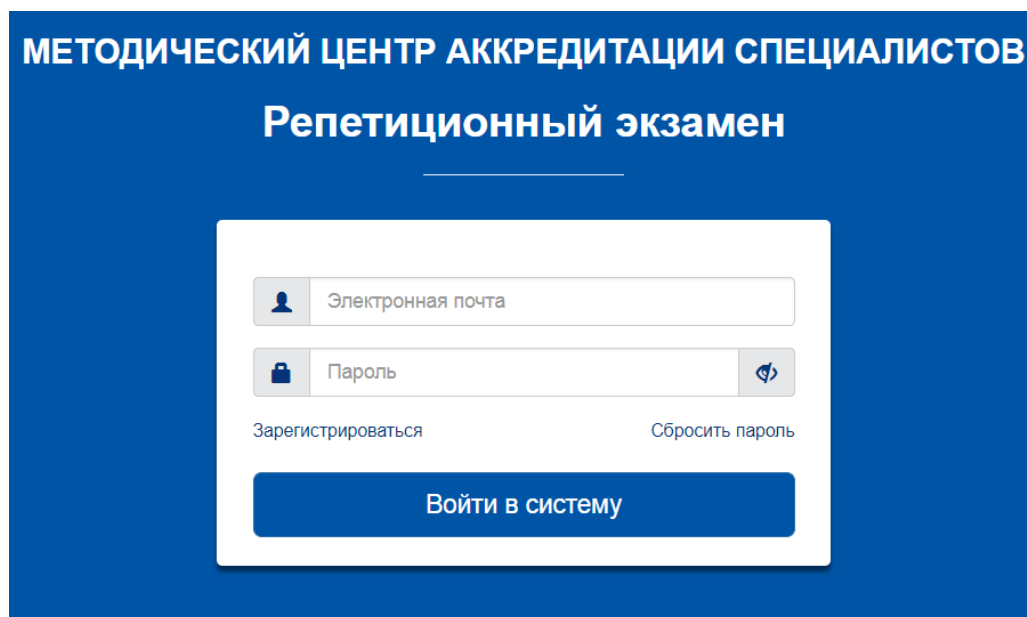 МЕТОДИЧЕСКИЙ ЦЕНТР АККРЕДИТАЦИИ СПЕЦИАЛИСТОВ
Репетиционный экзамен
Электронная почта
Пароль
Зарегистрироваться Сбросить пароль
Войти в систему